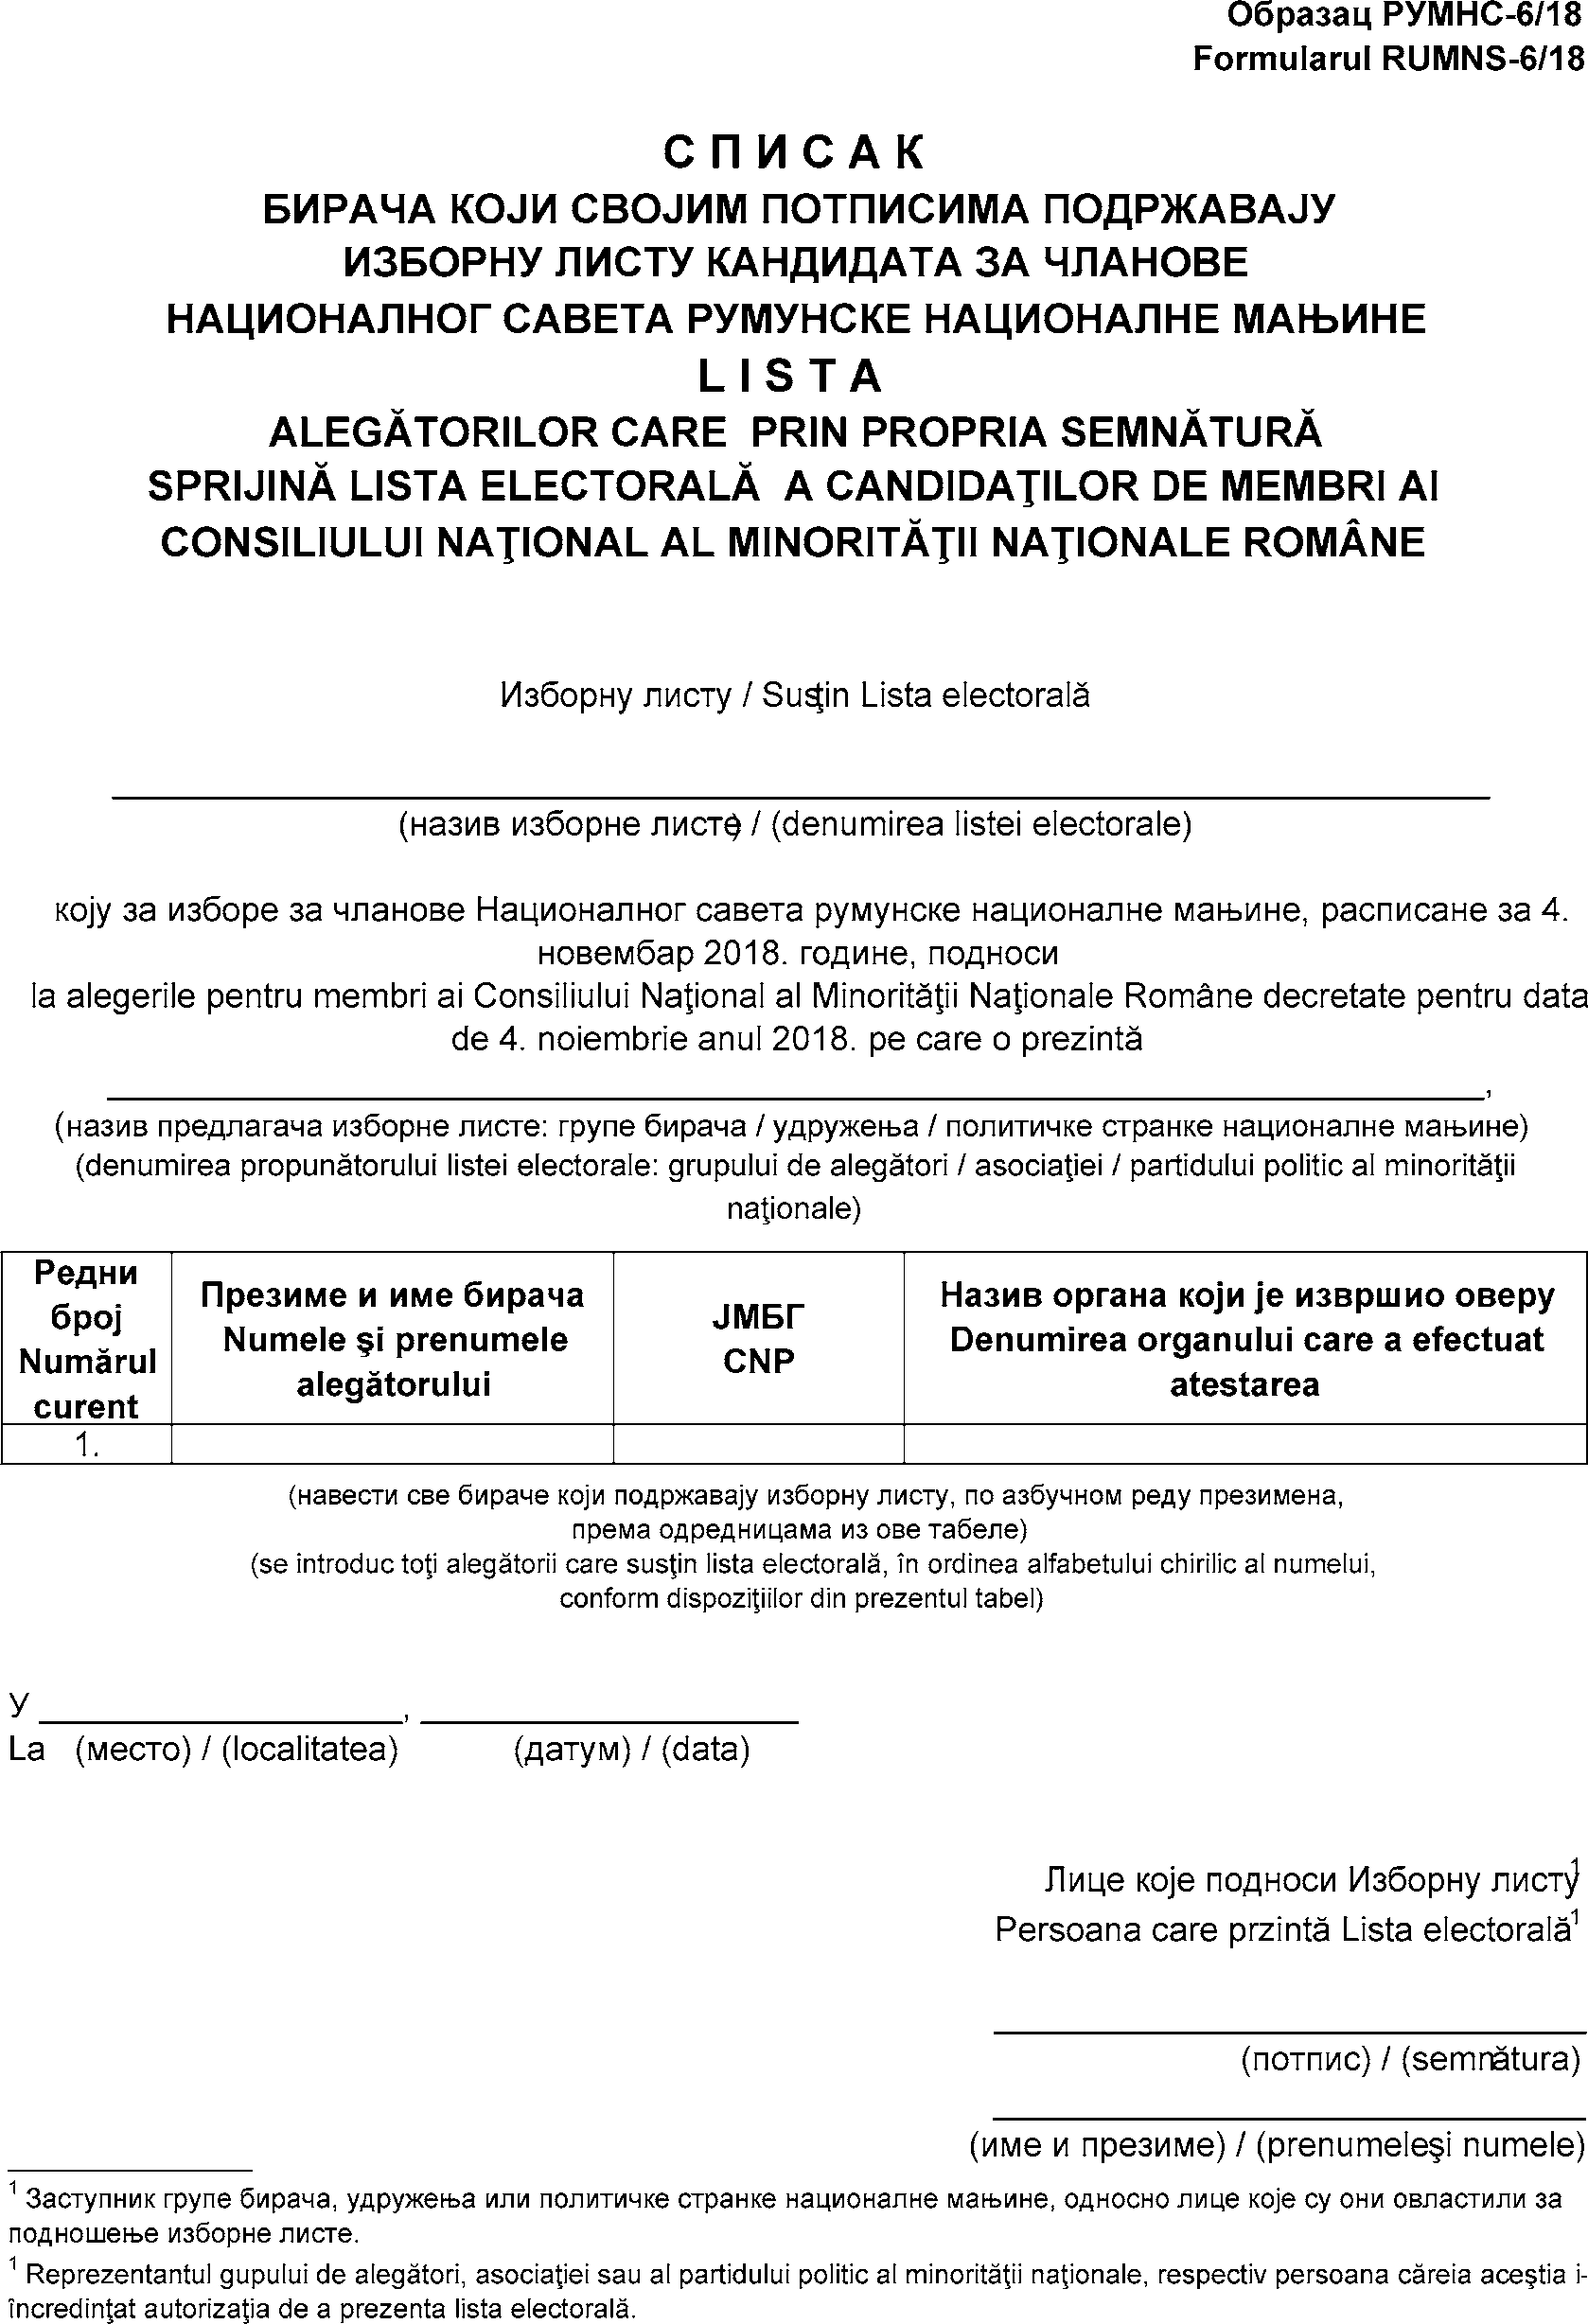 Образац РУМНС-6/18
Formularul RUMNS-6/18
С П И С А К
БИРАЧА КОЈИ СВОЈИМ ПОТПИСИМА ПОДРЖАВАЈУ
ИЗБОРНУ ЛИСТУ КАНДИДАТА ЗА ЧЛАНОВЕ
НАЦИОНАЛНОГ САВЕТА РУМУНСКЕ НАЦИОНАЛНЕ МАЊИНЕ
L I S T A
ALEGĂTORILOR CARE PRIN PROPRIA SEMNĂTURĂ
SPRIJINĂ LISTA ELECTORALĂ A CANDIDAŢILOR DE MEMBRI AI
CONSILIULUI NAŢIONAL AL MINORITĂŢII NAŢIONALE ROMÂNE
Изборну листу / Susţin Lista electorală
(назив изборне листе) / (denumirea listei electorale)
коју за изборе за чланове Националног савета румунске националне мањине, расписане за 4.
новембар 2018. године, подноси
la alegerile pentru membri ai Consiliului Naţional al Minorităţii Naţionale Române decretate pentru data
de 4. noiembrie anul 2018. pe care o prezintă
,
(назив предлагача изборне листе: групе бирача / удружења / политичке странке националне мањине)
(denumirea propunătorului listei electorale: grupului de alegători / asociaţiei / partidului politic al minorităţii
naţionale)
Редни
број
Numărul
curent
Презиме и име бирача
Numele şi prenumele
alegătorului
ЈМБГ
CNP
Назив органа који је извршио оверу
Denumirea organului care a efectuat
atestarea
1.
(навести све бираче који подржавају изборну листу, по азбучном реду презимена,
према одредницама из ове табеле)
(se introduc toţi alegătorii care susţin lista electorală, în ordinea alfabetului chirilic al numelui,
conform dispoziţiilor din prezentul tabel)
У ____________________, ____________________
La (место) / (localitatea) (датум) / (data)
Лице које подноси Изборну листу1
Persoana care przintă Lista electorală1
(потпис) / (semnătura)
(име и презиме) / (prenumeleşi numele)
1 Заступник групе бирача, удружења или политичке странке националне мањине, односно лице које су они овластили за
подношење изборне листе.
1 Reprezentantul gupului de alegători, asociaţiei sau al partidului politic al minorităţii naţionale, respectiv persoana căreia aceştia i-
încredinţat autorizaţia de a prezenta lista electorală.